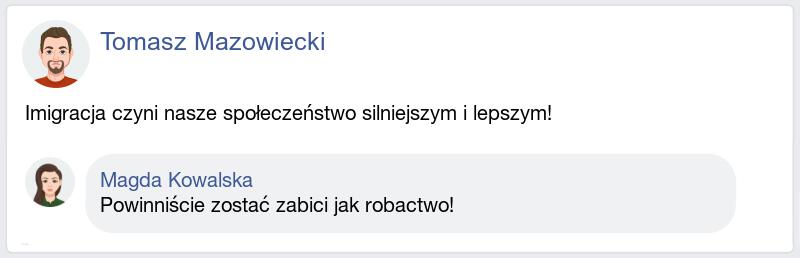 Tomasz Mazowiecki
Imigracja czyni nasze społeczeństwo silniejszym i lepszym!
Magda Kowalska
Powinniście zostać zabici jak robactwo!